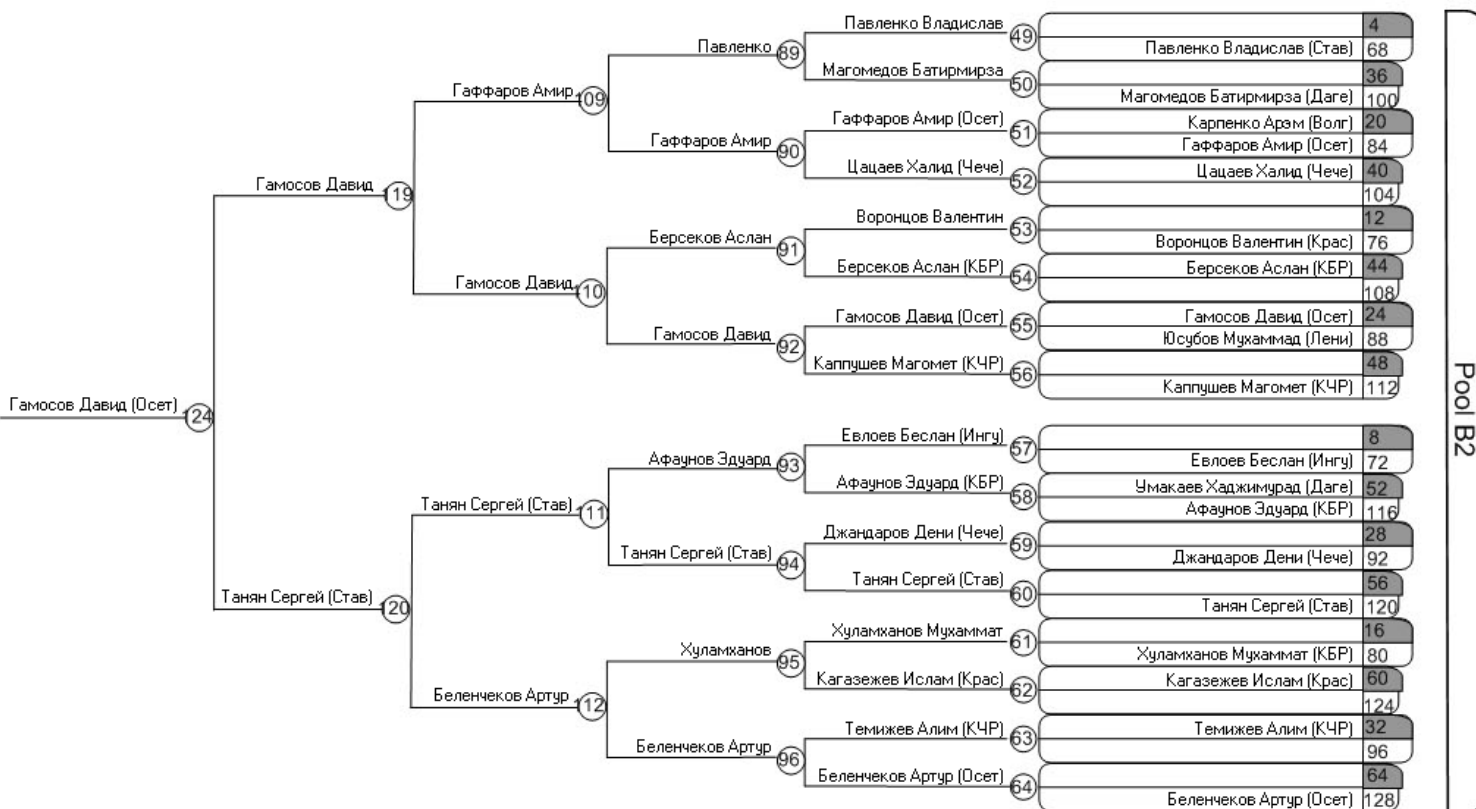 Pool B2
Гамосов Давид (Осет)
124
Гамосов Давид
119
Танян Сергей (Став)
120
Гаффаров Амир
109
Гамосов Давид
110
Танян Сергей (Став)
111
Беленчеков Артур
112
Павленко
89
Гаффаров Амир
90
Берсеков Аслан
91
Гамосов Давид
92
Афаунов Эдуард
93
Танян Сергей (Став)
94
Хуламханов
95
Беленчеков Артур
96
Павленко Владислав
49
Магомедов Батирмирза
50
Гаффаров Амир (Осет)
51
Цацаев Халид (Чече)
52
Воронцов Валентин
53
Берсеков Аслан (КБР)
54
Гамосов Давид (Осет)
55
Каппушев Магомет (КЧР)
56
Евлоев Беслан (Ингу)
57
Афаунов Эдуард (КБР)
58
Джандаров Дени (Чече)
59
Танян Сергей (Став)
60
Хуламханов Мухаммат
61
Кагазежев Ислам (Крас)
62
Темижев Алим (КЧР)
63
Беленчеков Артур (Осет)
64
4
Павленко Владислав (Став) 68
36
Магомедов Батирмирза (Даге) 100
Карпенко Арэм (Волг) 20
Гаффаров Амир (Осет) 84
Цацаев Халид (Чече) 40
104
12
Воронцов Валентин (Крас) 76
Берсеков Аслан (КБР) 44
108
Гамосов Давид (Осет) 24
Юсубов Мухаммад (Лени) 88
48
Каппушев Магомет (КЧР) 112
8
Евлоев Беслан (Ингу) 72
Умакаев Хаджимурад (Даге) 52
Афаунов Эдуард (КБР) 116
28
Джандаров Дени (Чече) 92
56
Танян Сергей (Став) 120
16
Хуламханов Мухаммат (КБР) 80
Кагазежев Ислам (Крас) 60
124
Темижев Алим (КЧР) 32
96
64
Беленчеков Артур (Осет) 128